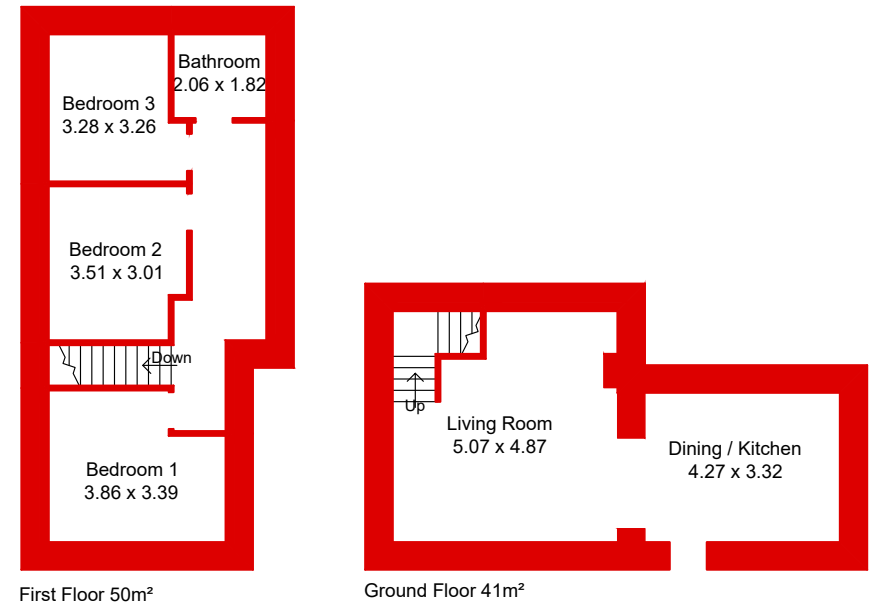 Bathroom
2.06 x 1.82
Bedroom 3
3.28 x 3.26
Bedroom 2
3.51 x 3.01
Down
Bedroom 1
3.86 x 3.39
First Floor 50m²
Up
Living Room
5.07 x 4.87
Dining / Kitchen
4.27 x 3.32
Ground Floor 41m²